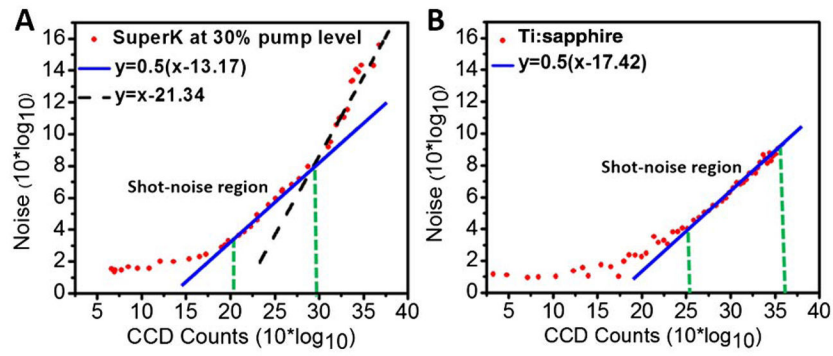 A
16
14
12
10
8
6
4
2
0
Noise (10*log10)
SuperK at 30% pump level
y=0.5(x-13.17)
y=x-21.34
Shot-noise region
5 10 15 20 25 30 35 40
CCD Counts (10*log10)
B
16
14
12
10
8
6
4
2
0
Noise (10*log10)
Ti:sapphire
y=0.5(x-17.42)
Shot-noise region
5 10 15 20 25 30 35 40
CCD Counts (10*log10)